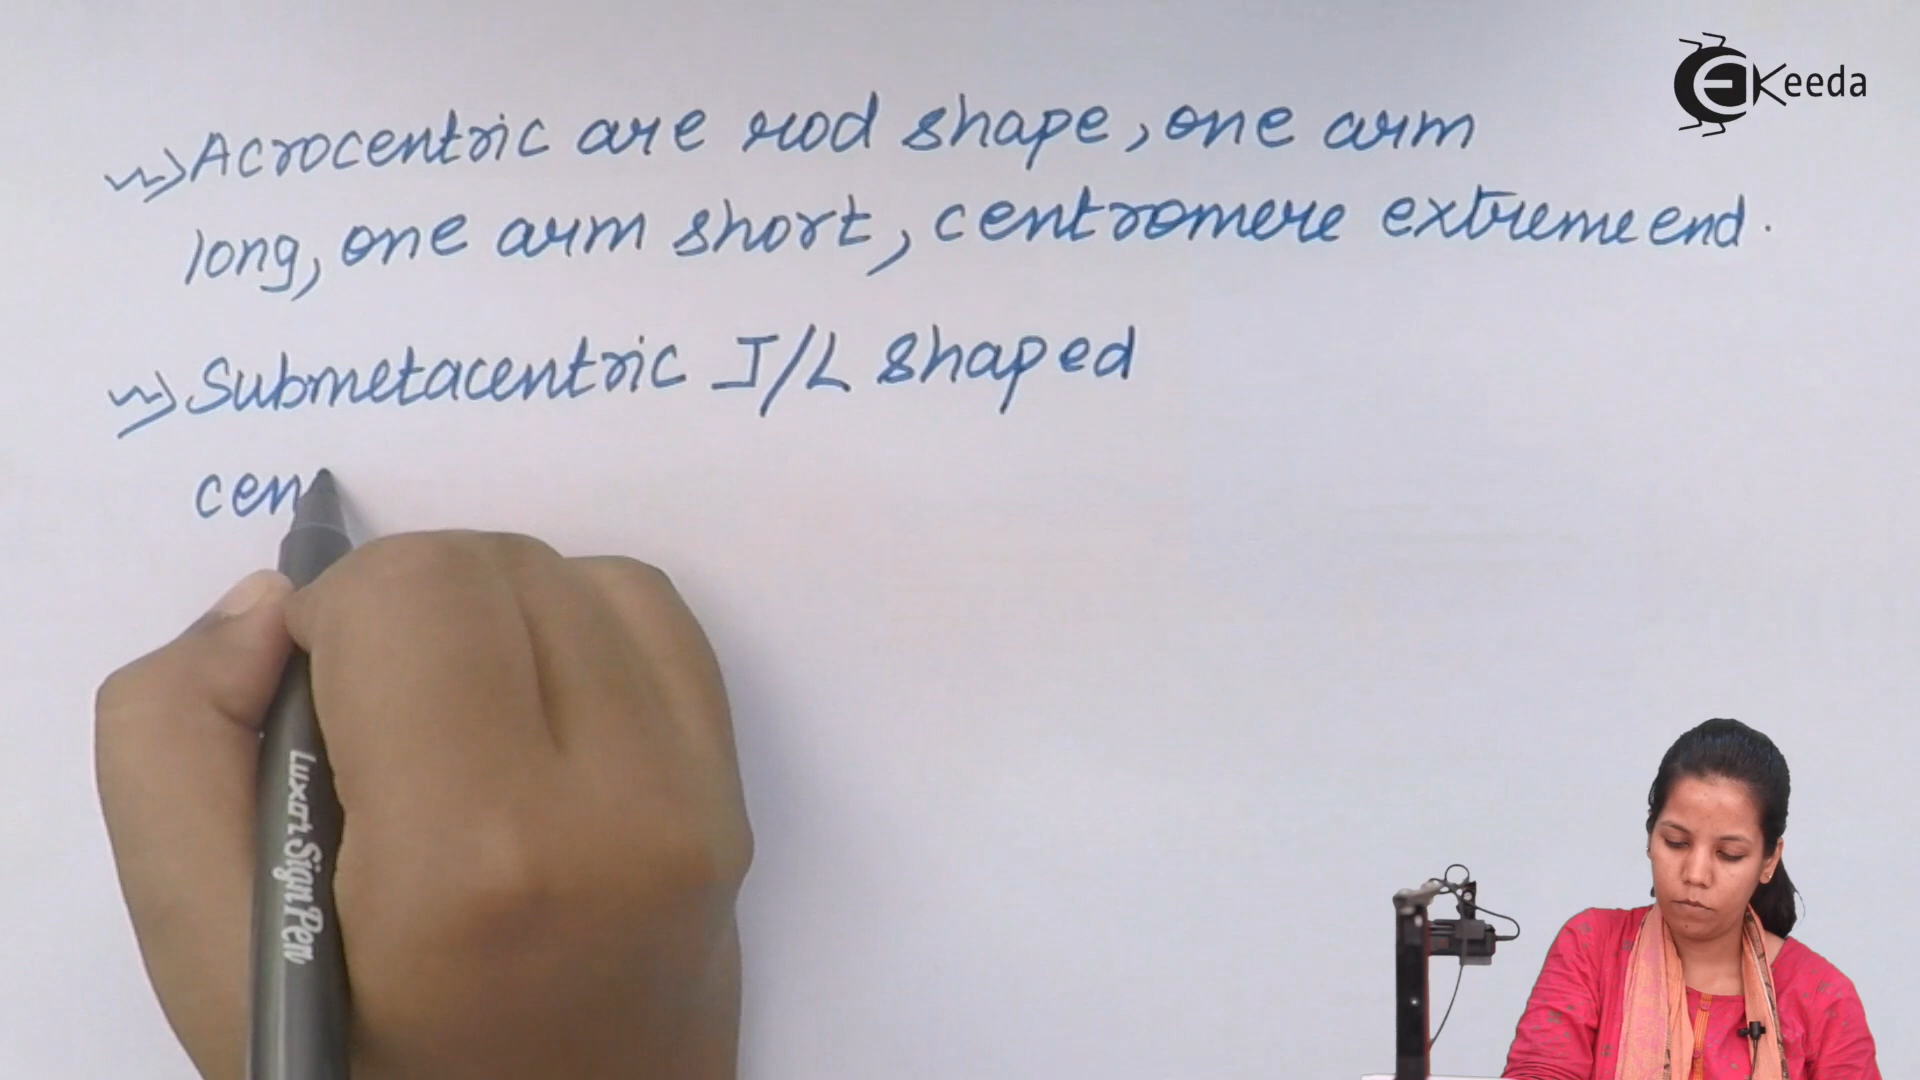 Keeda
Acrocentric are rod shape, one arm
long, one arm short, centromere extreme end.
Submetacentric J/L shaped
cen
Luxor Sign Pen